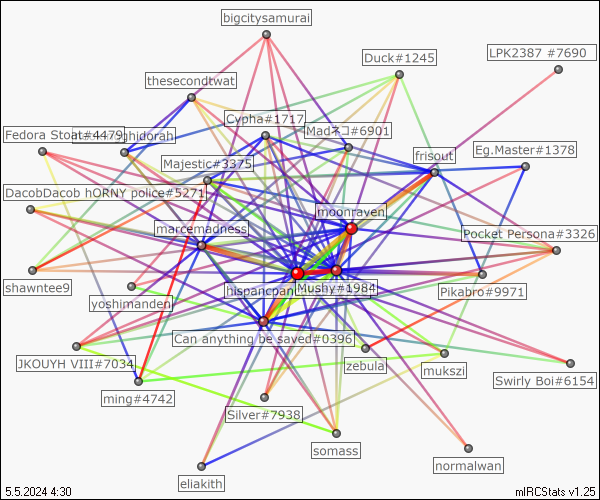 bigcitysamurai
LPK2387 #7690
Duck#1245
thesecondtwat
Cypha#1717
Madネコ#6901
Fedora Stoat#4479
ghidorah
frisout
Eg.Master#1378
Majestic#3375
DacobDacob hORNY police#5271
moonraven
marcemadness
Pocket Persona#3326
shawntee9
hispancpan
Mushy#1984
Pikabro#9971
yoshimanden
Can anything be saved#0396
JKOUYH VIII#7034
zebula
mukszi
Swirly Boi#6154
ming#4742
Silver#7938
somass
normalwan
eliakith
5.5.2024 4:30
mIRCStats v1.25